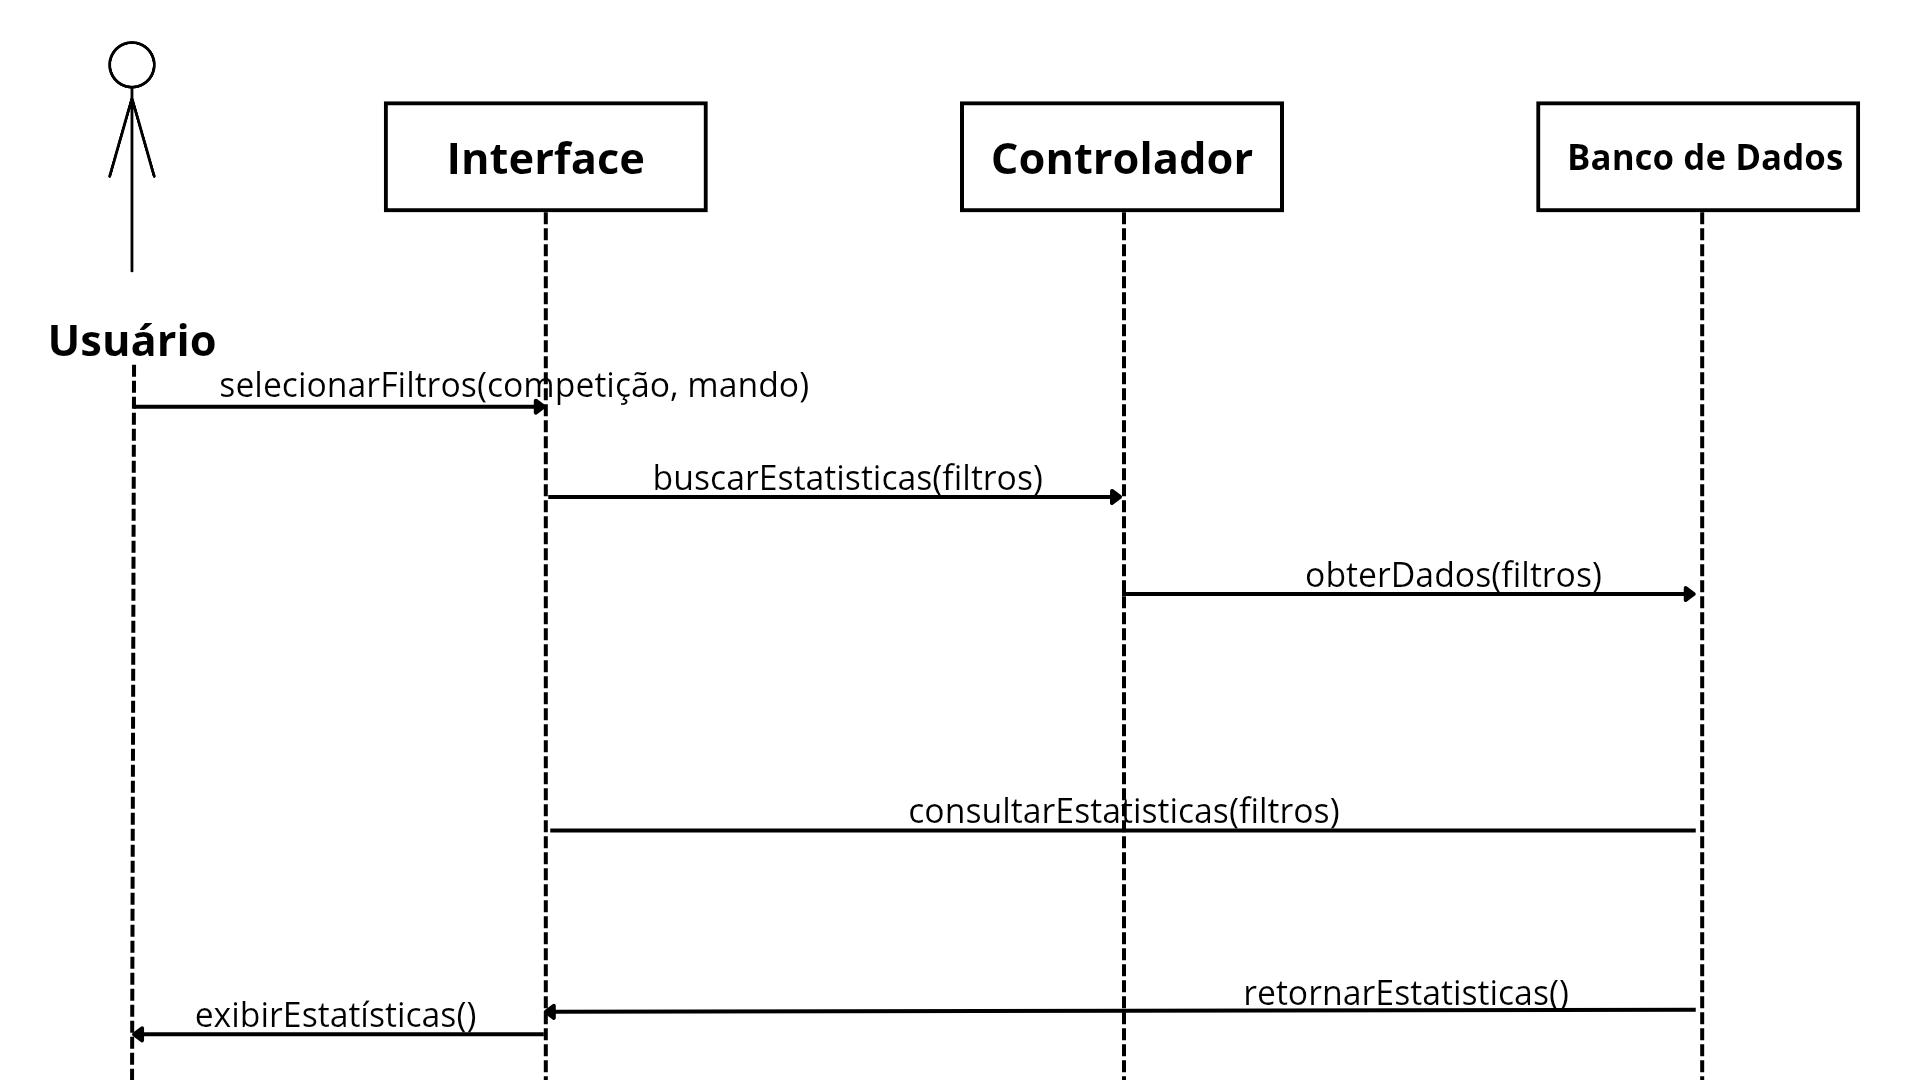 Interface
Controlador
Banco de Dados
Usuário
selecionarFiltros(competição, mando)
buscarEstatisticas(filtros)
obterDados(filtros)
consultarEstatisticas(filtros)
retornarEstatisticas()
exibirEstatísticas()